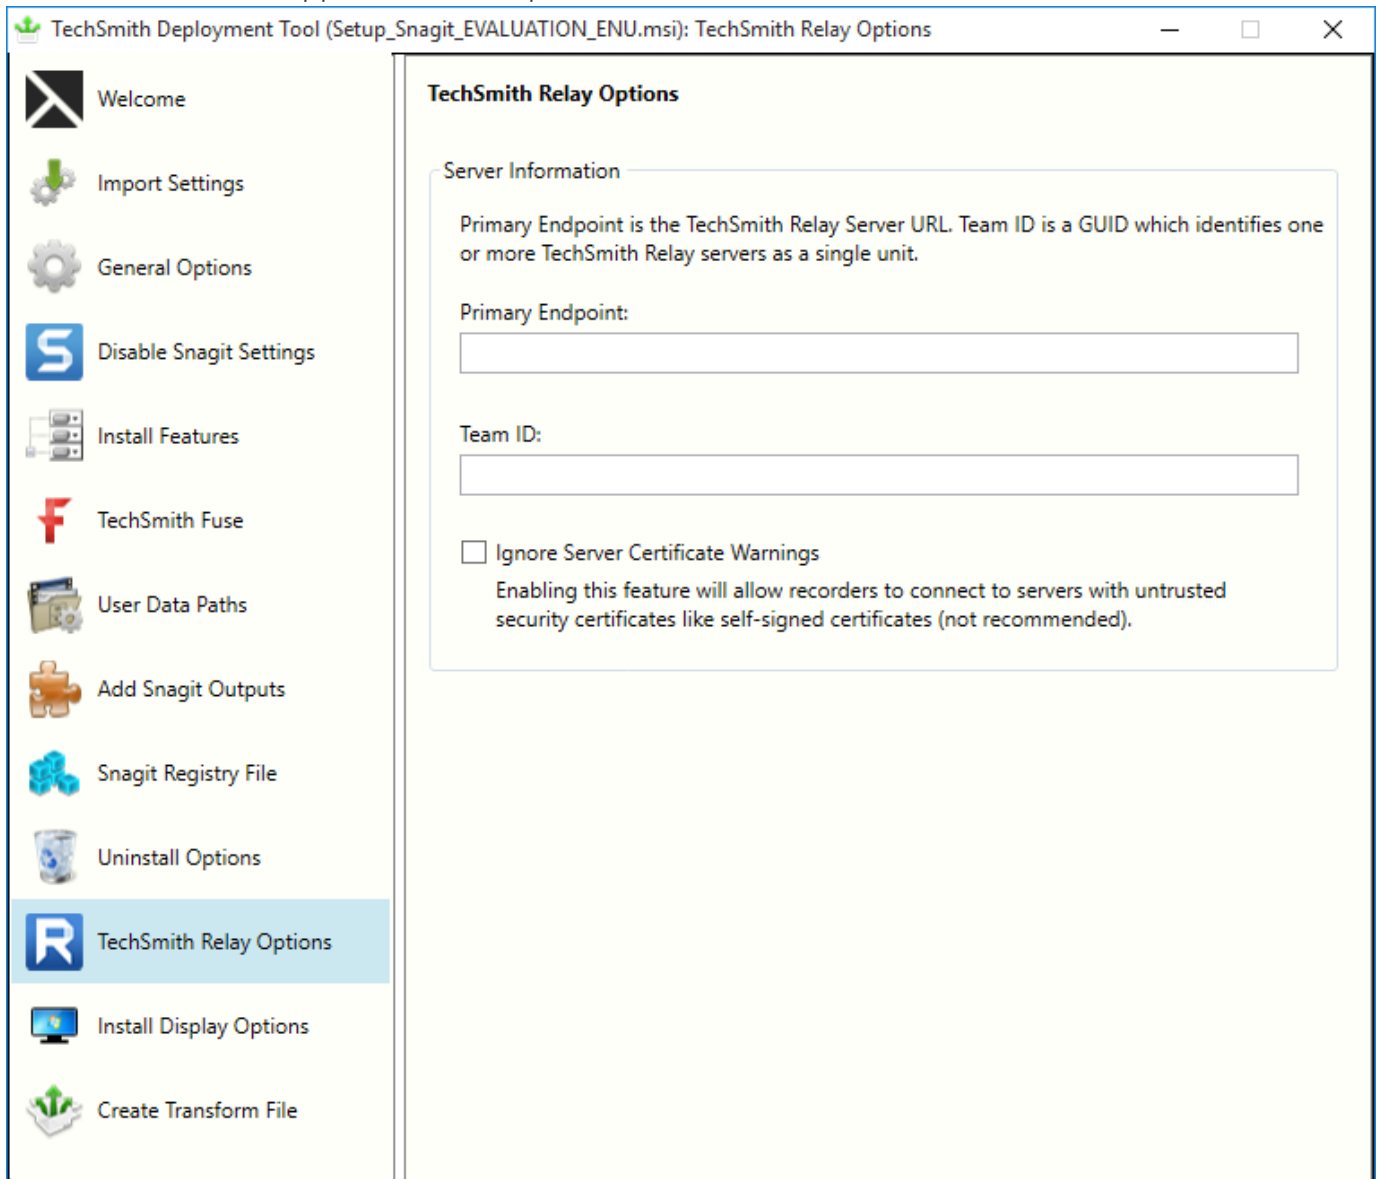 TechSmith Deployment Tool (Setup_Snagit_EVALUATION_ENU.msi): TechSmith Relay Options
Welcome
Import Settings
General Options
Disable Snagit Settings
Install Features
TechSmith Fuse
User Data Paths
Add Snagit Outputs
Snagit Registry File
Uninstall Options
TechSmith Relay Options
Install Display Options
Create Transform File
TechSmith Relay Options
Server Information
Primary Endpoint is the TechSmith Relay Server URL. Team ID is a GUID which identifies one
or more TechSmith Relay servers as a single unit.
Primary Endpoint:
Team ID:
Ignore Server Certificate Warnings
Enabling this feature will allow recorders to connect to servers with untrusted
security certificates like self-signed certificates (not recommended).